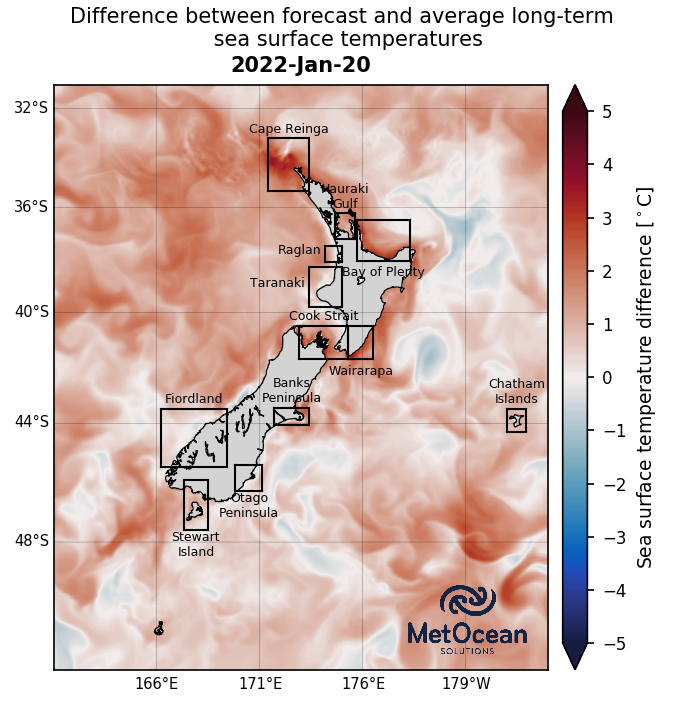 Difference between forecast and average long-term
sea surface temperatures
2022-Jan-20
32°S
36°S
40°S
44°S
48°S
Cape Reinga
Hauraki
Gulf
Raglan
Bay of Plenty
Taranaki
Cook Strait
Wairarapa
Banks
Peninsula
Fiordland
Chatham
Islands
Otago
Peninsula
Stewart
Island
MetOcean
SOLUTIONS
166°E
171°E
176°E
179°W
5
4
3
2
1
0
−1
−2
−3
−4
−5
Sea surface temperature difference [°C]